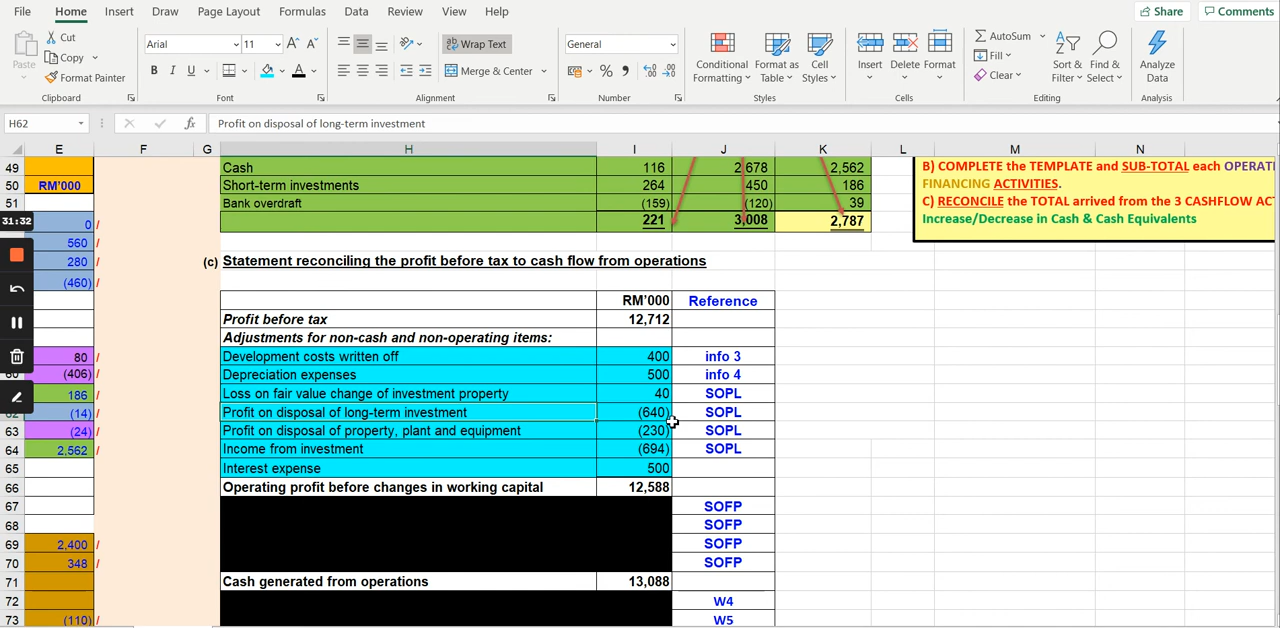 File Home Insert Draw Page Layout Formulas Data Review View Help Share Comments
Paste Cut Copy Format Painter
Arial 11 A A B I U A
Wrap Text Merge & Center
General % 9
Conditional Formatting Format as Table Cell Styles
Insert Delete Format
AutoSum Fill Clear Sort & Filter Find & Select Analyze Data
Clipboard Font Alignment Number Styles Cells Editing Analysis
H62 fx Profit on disposal of long-term investment
E F G H I J K L M N
49 Cash 116 2,678 2,562
50 RM'000 Short-term investments 264 450 186
51 Bank overdraft (159) (120) 39
0 / 221 3,008 2,787
560 /
280 / (c) Statement reconciling the profit before tax to cash flow from operations
(460) /
RM'000 Reference
Profit before tax 12,712
Adjustments for non-cash and non-operating items:
80 / Development costs written off 400 info 3
(406) / Depreciation expenses 500 info 4
186 / Loss on fair value change of investment property 40 SOPL
62 (14) / Profit on disposal of long-term investment (640) SOPL
63 (24) / Profit on disposal of property, plant and equipment (230) SOPL
64 2,562 / Income from investment (694) SOPL
65 Interest expense 500
66 Operating profit before changes in working capital 12,588
67 SOFP
68 SOFP
69 2,400 / SOFP
70 348 / SOFP
71 Cash generated from operations 13,088
72 W4
73 (110) / W5
31:32
B) COMPLETE the TEMPLATE and SUB-TOTAL each OPERATI
FINANCING ACTIVITIES.
C) RECONCILE the TOTAL arrived from the 3 CASHFLOW AC
Increase/Decrease in Cash & Cash Equivalents